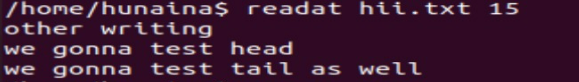 /home/hunaina$ readat hii.txt 15
other writing
we gonna test head
we gonna test tail as well